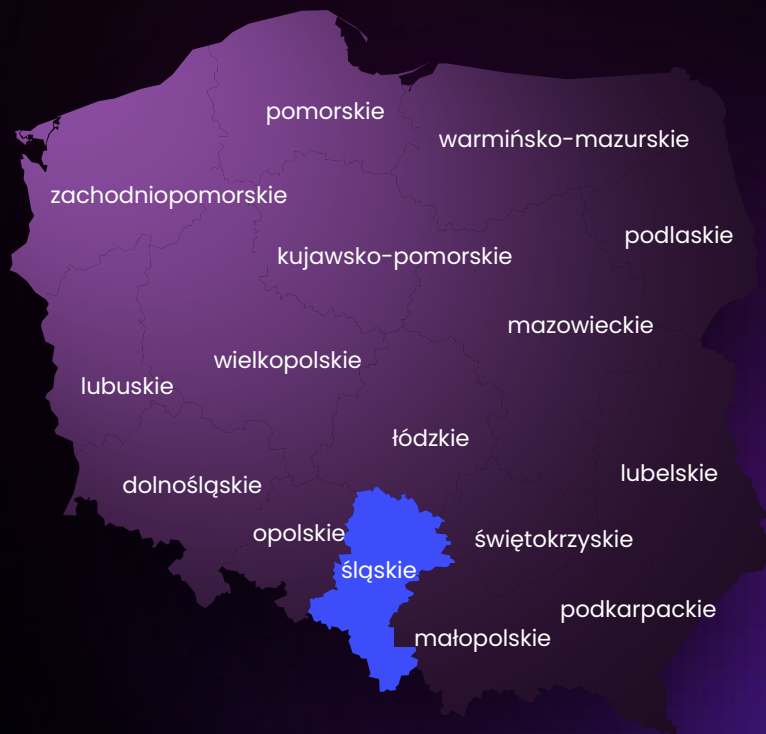 pomorskie
warmińsko-mazurskie
zachodniopomorskie
podlaskie
kujawsko-pomorskie
mazowieckie
wielkopolskie
lubuskie
łódzkie
lubelskie
dolnośląskie
opolskie
świętokrzyskie
śląskie
podkarpackie
małopolskie